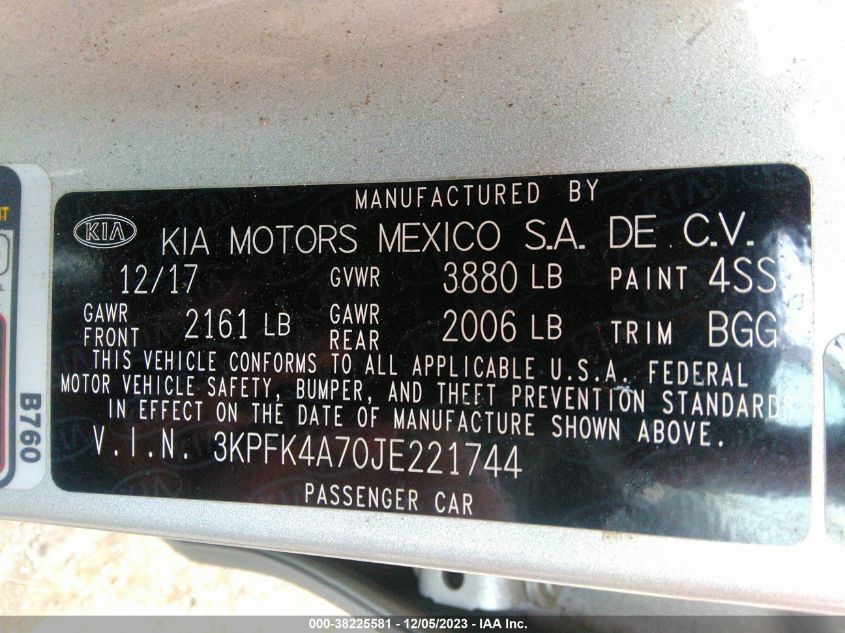 MANUFACTURED BY
KIA KIA MOTORS MEXICO S.A. DE C.V.
12/17 GVWR 3880 LB PAINT 4SS
GAWR FRONT 2161 LB GAWR REAR 2006 LB TRIM BGG
THIS VEHICLE CONFORMS TO ALL APPLICABLE U.S.A. FEDERAL
MOTOR VEHICLE SAFETY, BUMPER, AND THEFT PREVENTION STANDARDS
IN EFFECT ON THE DATE OF MANUFACTURE SHOWN ABOVE.
V.I.N. 3KPFK4A70JE221744
PASSENGER CAR
B760
000-38225581 - 12/05/2023 - IAA Inc.